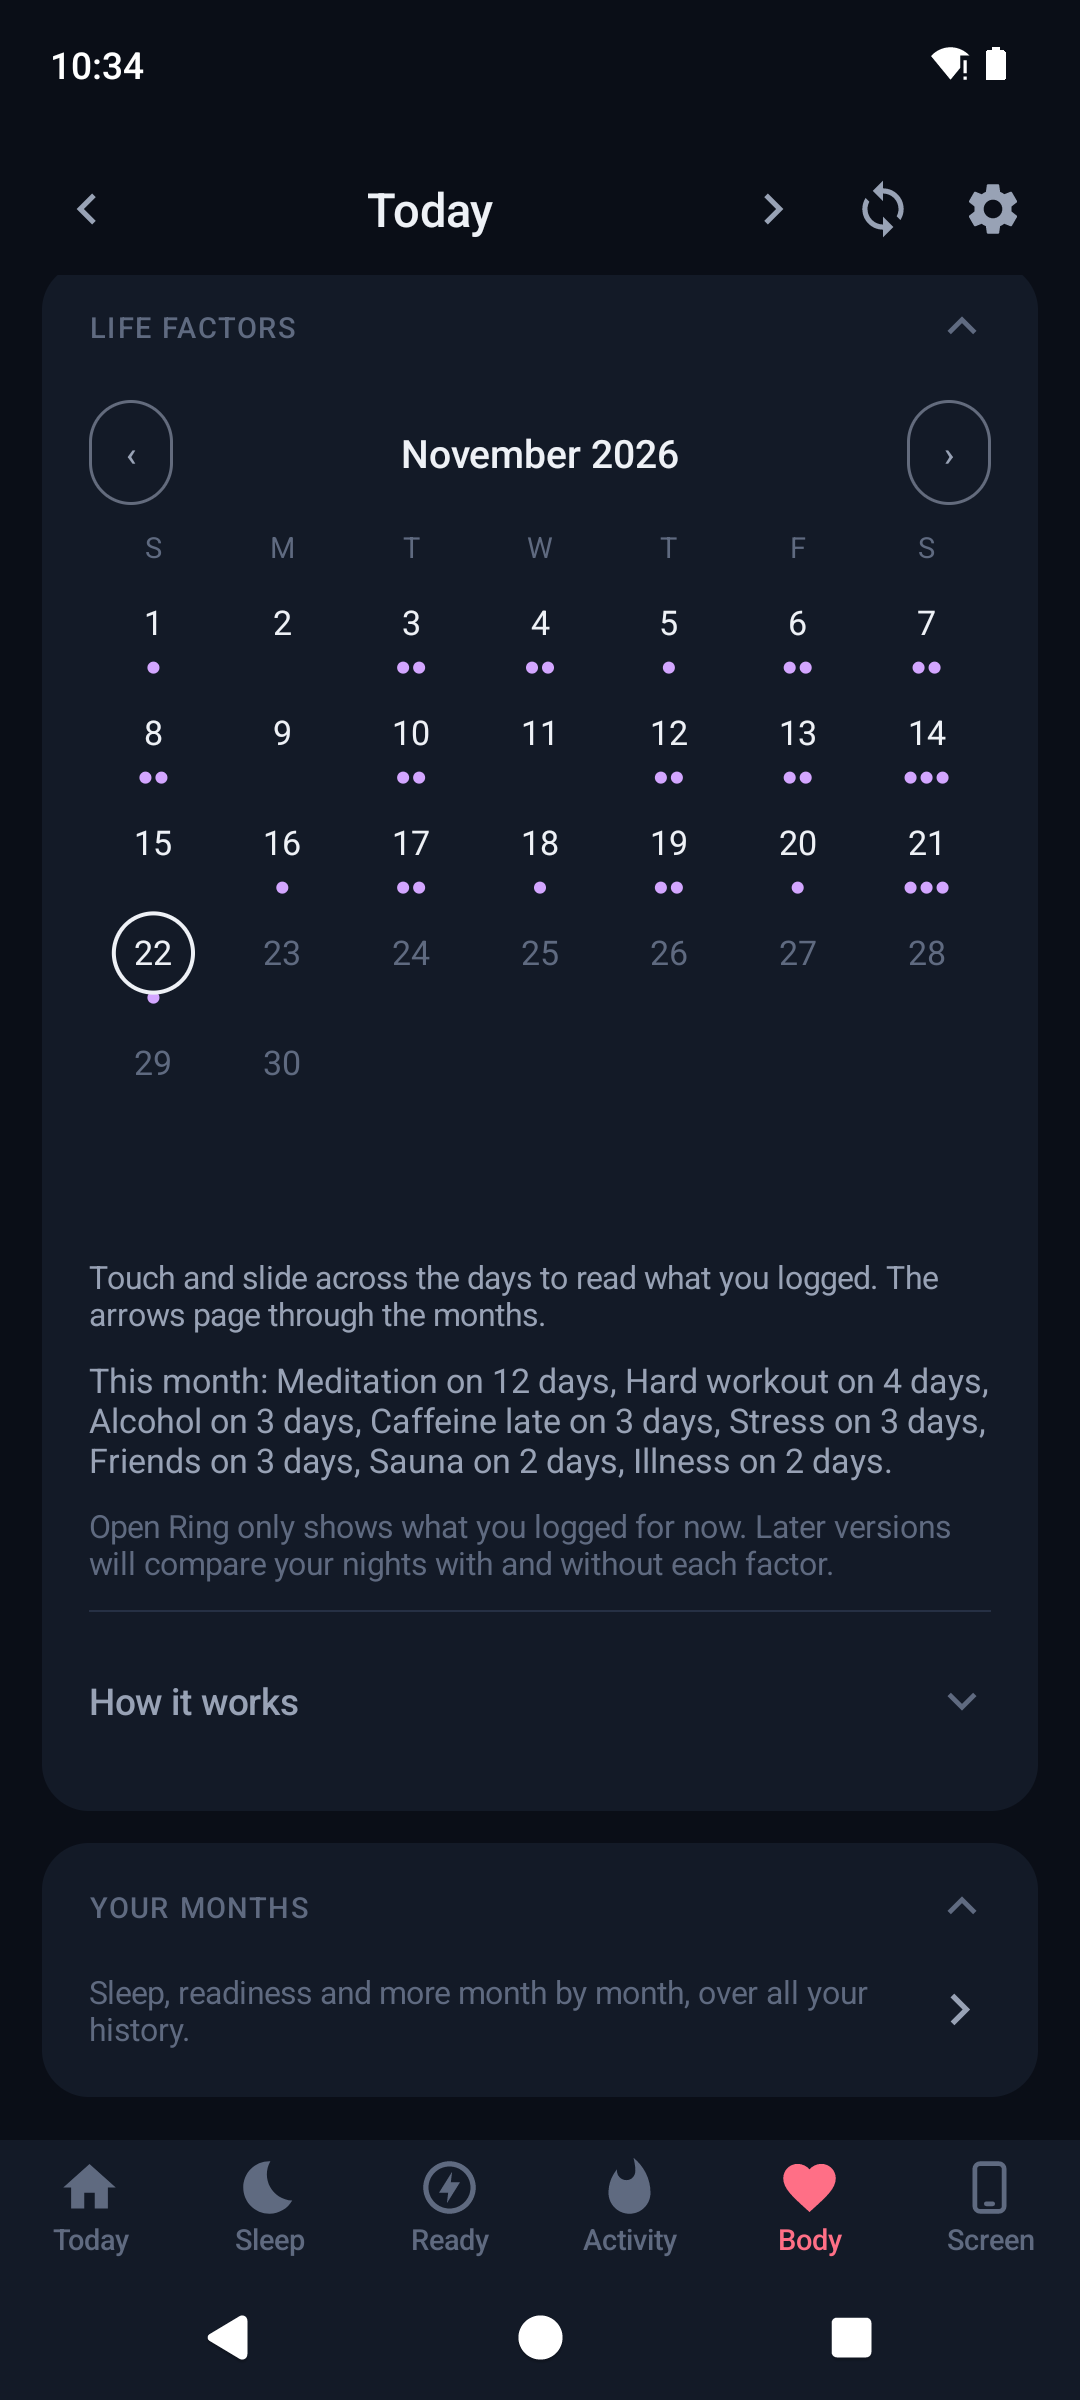 10:34
Today
LIFE FACTORS
‹ November 2026 ›
S M T W T F S
1 2 3 4 5 6 7
8 9 10 11 12 13 14
15 16 17 18 19 20 21
22 23 24 25 26 27 28
29 30
Touch and slide across the days to read what you logged. The
arrows page through the months.
This month: Meditation on 12 days, Hard workout on 4 days,
Alcohol on 3 days, Caffeine late on 3 days, Stress on 3 days,
Friends on 3 days, Sauna on 2 days, Illness on 2 days.
Open Ring only shows what you logged for now. Later versions
will compare your nights with and without each factor.
How it works
YOUR MONTHS
Sleep, readiness and more month by month, over all your
history.
Today Sleep Ready Activity Body Screen